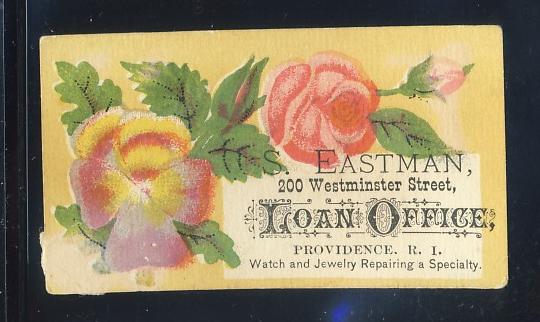 S. EASTMAN,
200 Westminster Street,
LOAN OFFICE,
PROVIDENCE. R. I.
Watch and Jewelry Repairing a Specialty.